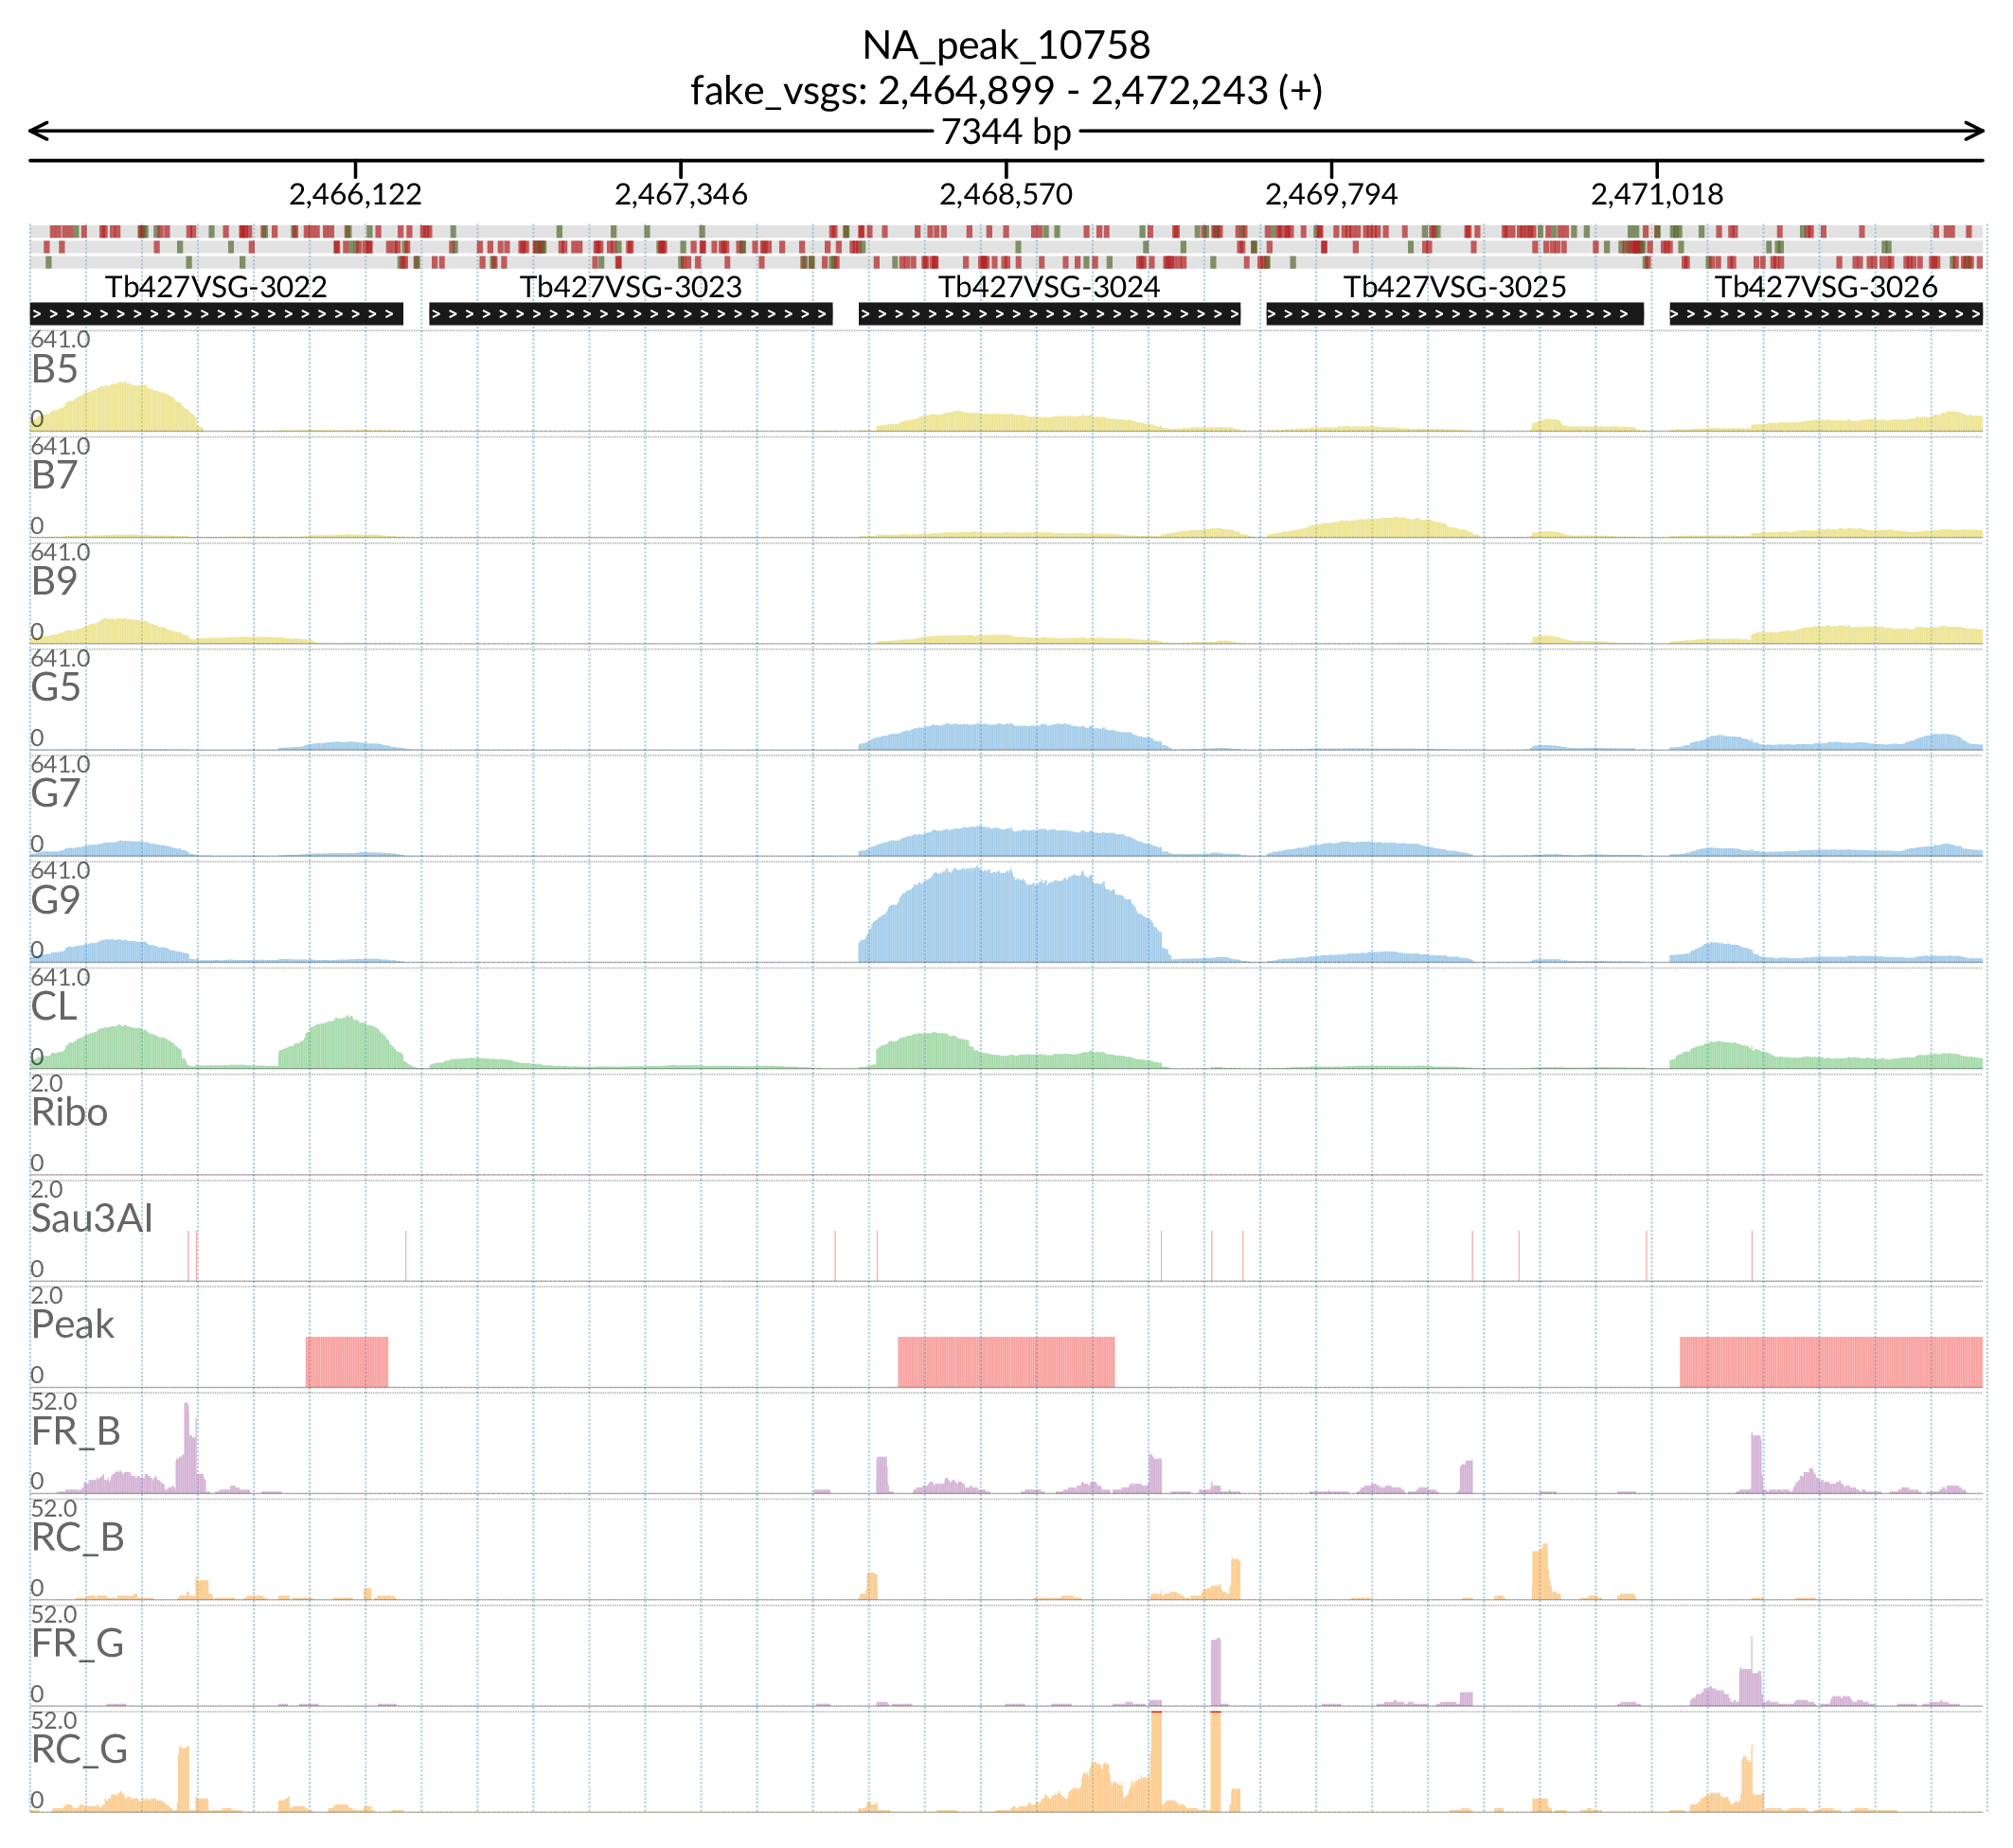 NA_peak_10758
fake_vsgs: 2,464,899 - 2,472,243 (+)
7344 bp
2,466,122 2,467,346 2,468,570 2,469,794 2,471,018
Tb427VSG-3022 Tb427VSG-3023 Tb427VSG-3024 Tb427VSG-3025 Tb427VSG-3026
641.0
B5
0
641.0
B7
0
641.0
B9
0
641.0
G5
0
641.0
G7
0
641.0
G9
0
641.0
CL
0
2.0
Ribo
0
2.0
Sau3AI
0
2.0
Peak
0
52.0
FR_B
0
52.0
RC_B
0
52.0
FR_G
0
52.0
RC_G
0